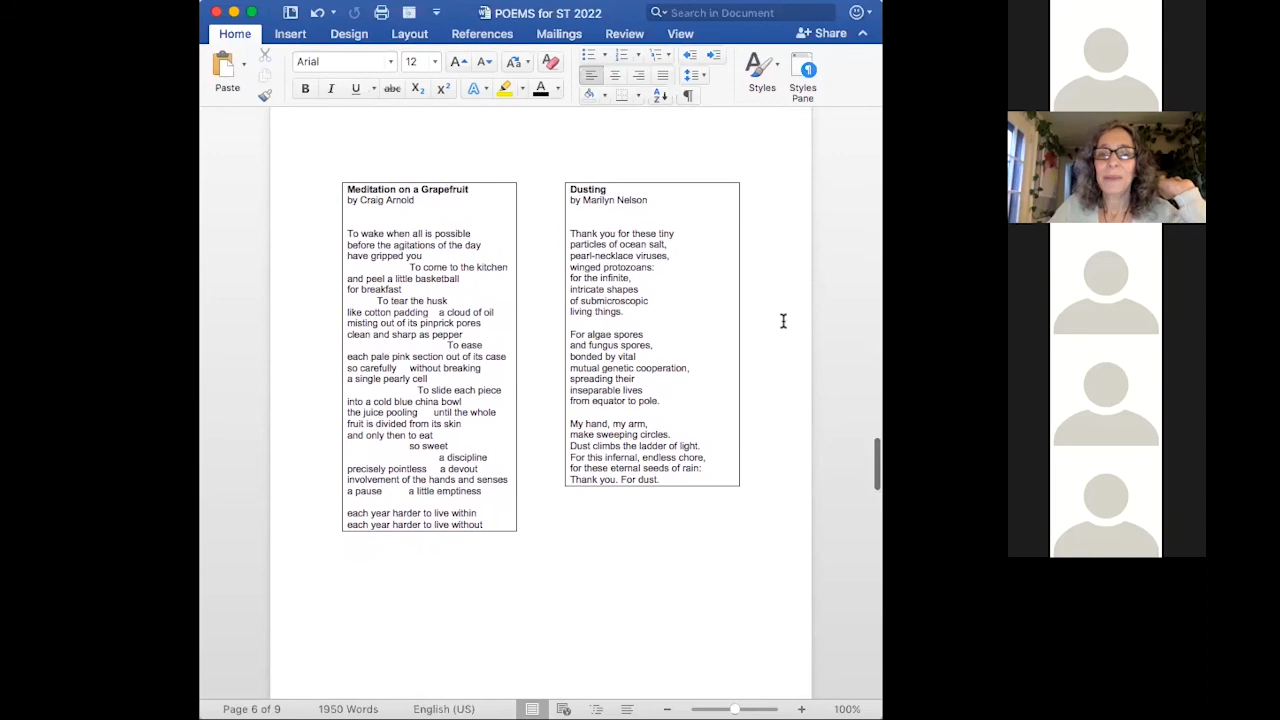 POEMS for ST 2022
Search in Document
Home Insert Design Layout References Mailings Review View Share
Paste
Arial 12
B I U abc X2 X2 A A
Styles
Styles Pane
Meditation on a Grapefruit
by Craig Arnold
To wake when all is possible
before the agitations of the day
have gripped you
To come to the kitchen
and peel a little basketball
for breakfast
To tear the husk
like cotton padding a cloud of oil
misting out of its pinprick pores
clean and sharp as pepper
To ease
each pale pink section out of its case
so carefully without breaking
a single pearly cell
To slide each piece
into a cold blue china bowl
the juice pooling until the whole
fruit is divided from its skin
and only then to eat
so sweet
a discipline
precisely pointless a devout
involvement of the hands and senses
a pause a little emptiness
each year harder to live within
each year harder to live without
Dusting
by Marilyn Nelson
Thank you for these tiny
particles of ocean salt,
pearl-necklace viruses,
winged protozoans:
for the infinite,
intricate shapes
of submicroscopic
living things.
For algae spores
and fungus spores,
bonded by vital
mutual genetic cooperation,
spreading their
inseparable lives
from equator to pole.
My hand, my arm,
make sweeping circles.
Dust climbs the ladder of light.
For this infernal, endless chore,
for these eternal seeds of rain:
Thank you. For dust.
Page 6 of 9 1950 Words English (US) 100%